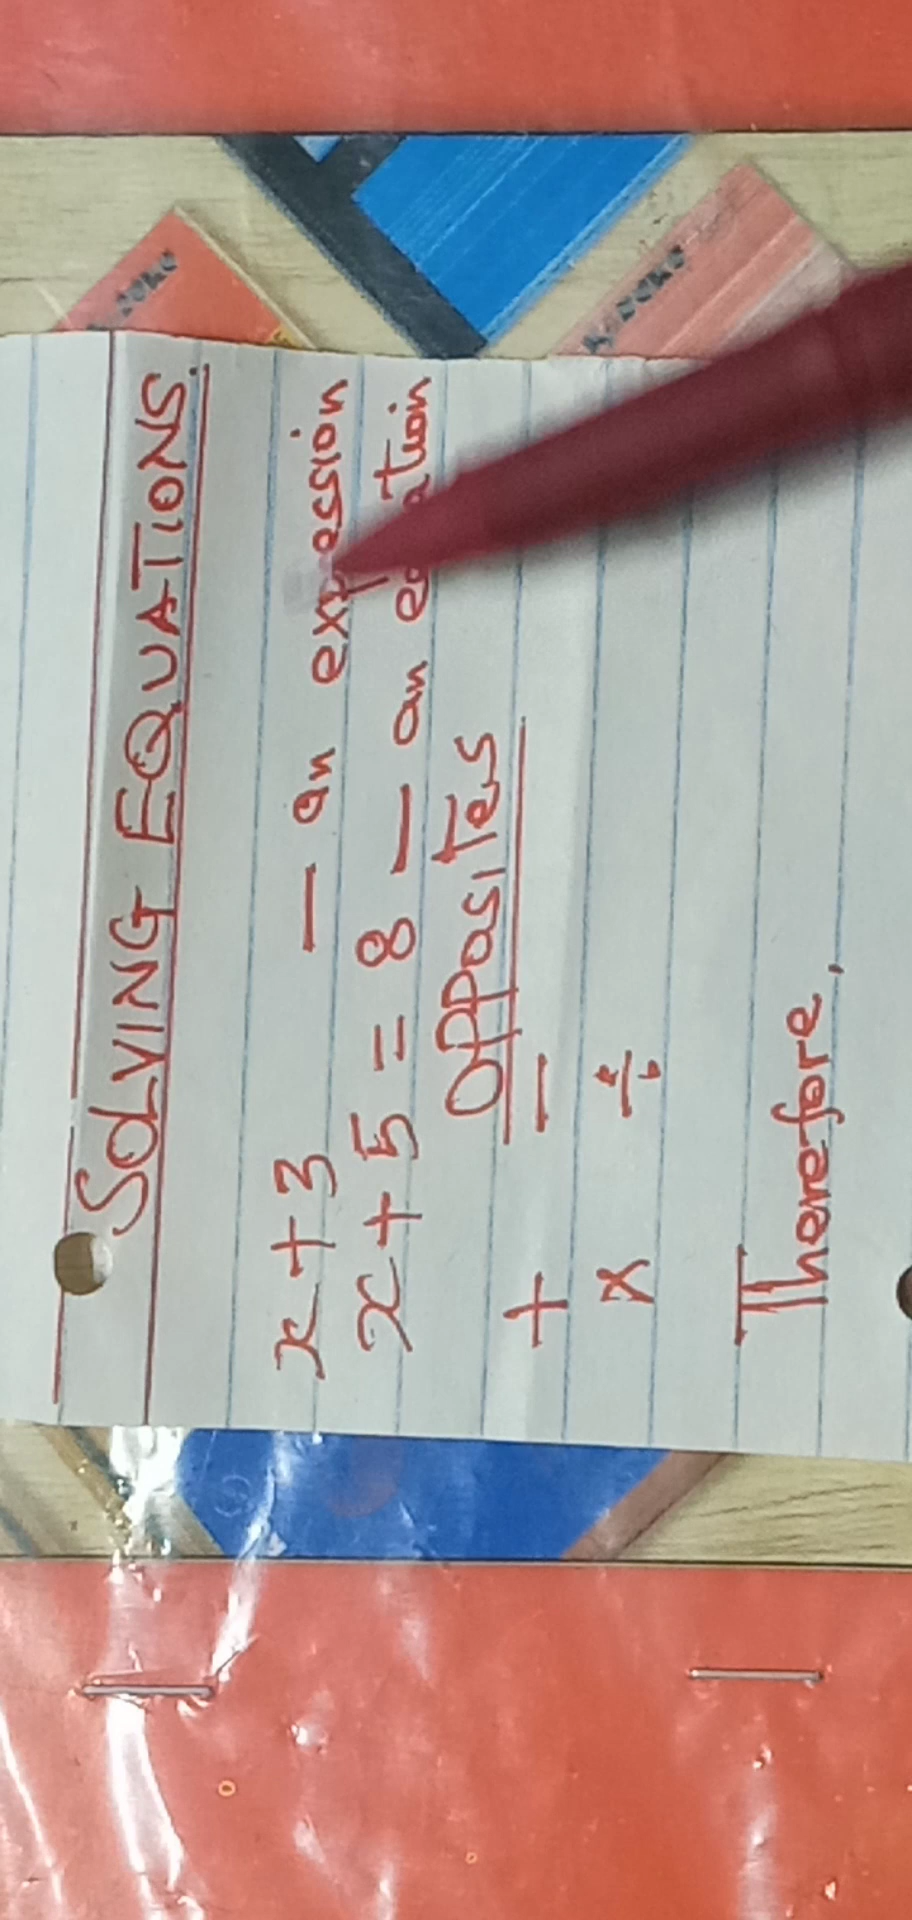 SOLVING EQUATIONS.
x + 3 — an expression
x + 5 = 8 — an equation
OPPOSITES
+ —
× ÷
Therefore,